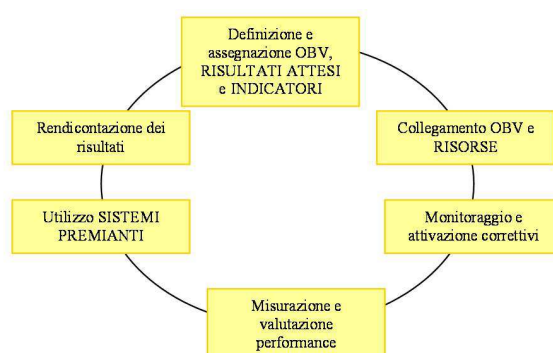 Definizione e
assegnazione OBV,
RISULTATI ATTESI
e INDICATORI
Collegamento OBV e
RISORSE
Monitoraggio e
attivazione correttivi
Misurazione e
valutazione
performance
Utilizzo SISTEMI
PREMIANTI
Rendicontazione dei
risultati